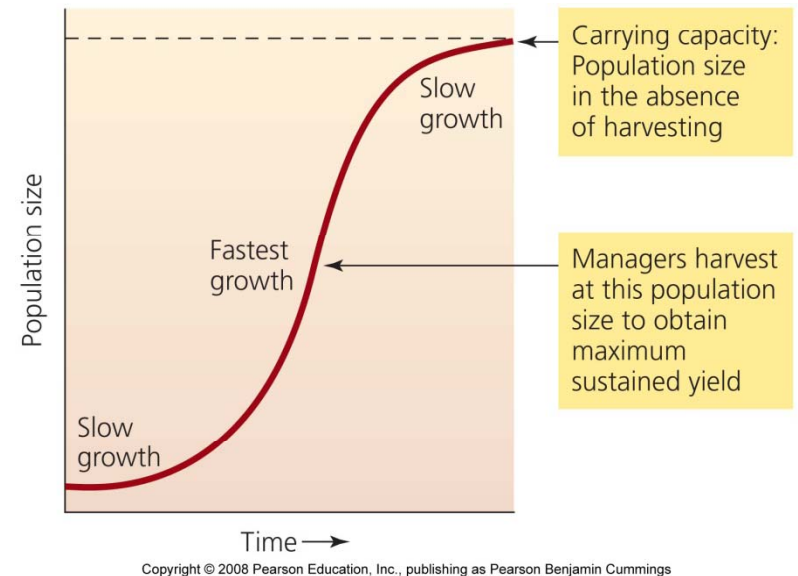 Carrying capacity:
Population size
in the absence
of harvesting
Slow
growth
Population size
Fastest
growth
Managers harvest
at this population
size to obtain
maximum
sustained yield
Slow
growth
Time
Copyright © 2008 Pearson Education, Inc., publishing as Pearson Benjamin Cummings